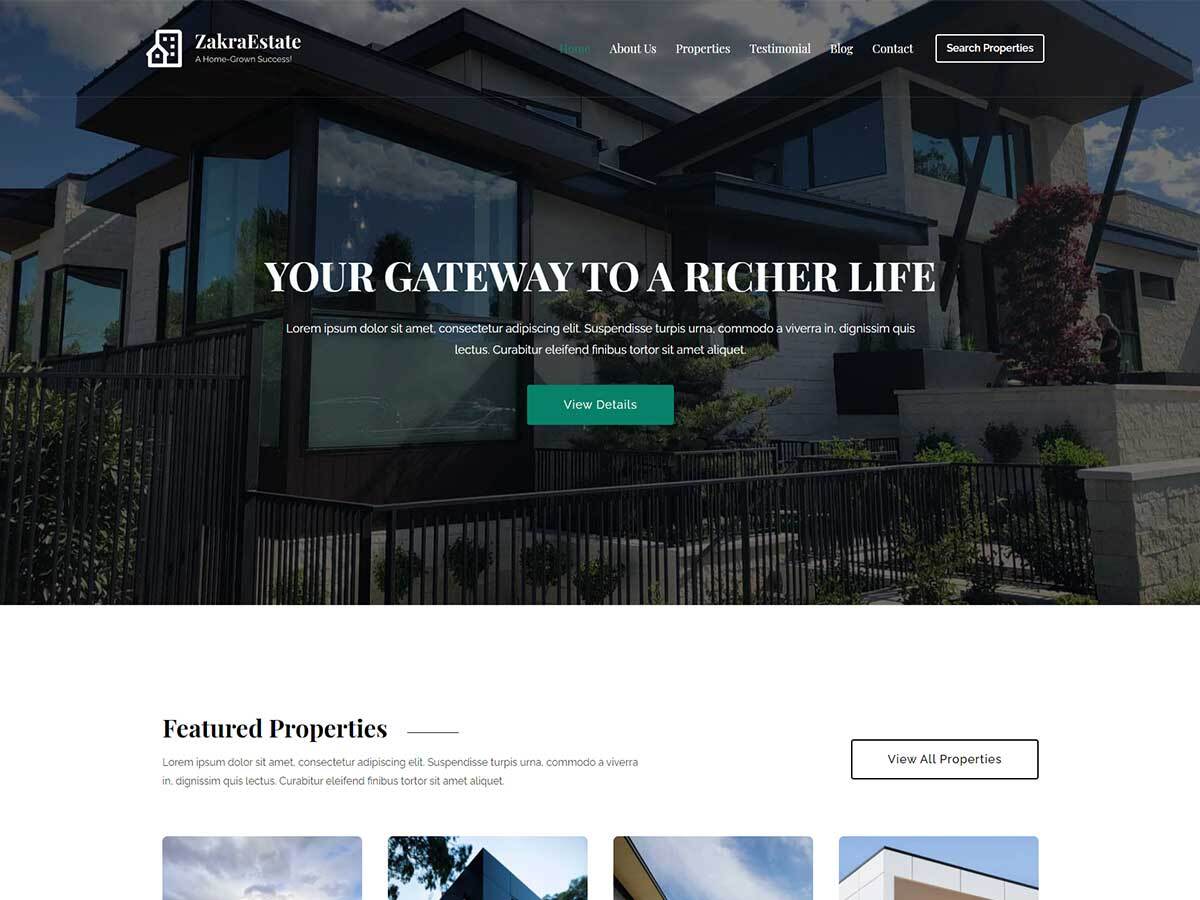 ZakraEstate
A Home-Grown Success!
Home About Us Properties Testimonial Blog Contact Search Properties
YOUR GATEWAY TO A RICHER LIFE
Lorem ipsum dolor sit amet, consectetur adipiscing elit. Suspendisse turpis urna, commodo a viverra in, dignissim quis
lectus. Curabitur eleifend finibus tortor sit amet aliquet.
View Details
Featured Properties
Lorem ipsum dolor sit amet, consectetur adipiscing elit. Suspendisse turpis urna, commodo a viverra
in, dignissim quis lectus. Curabitur eleifend finibus tortor sit amet aliquet.
View All Properties